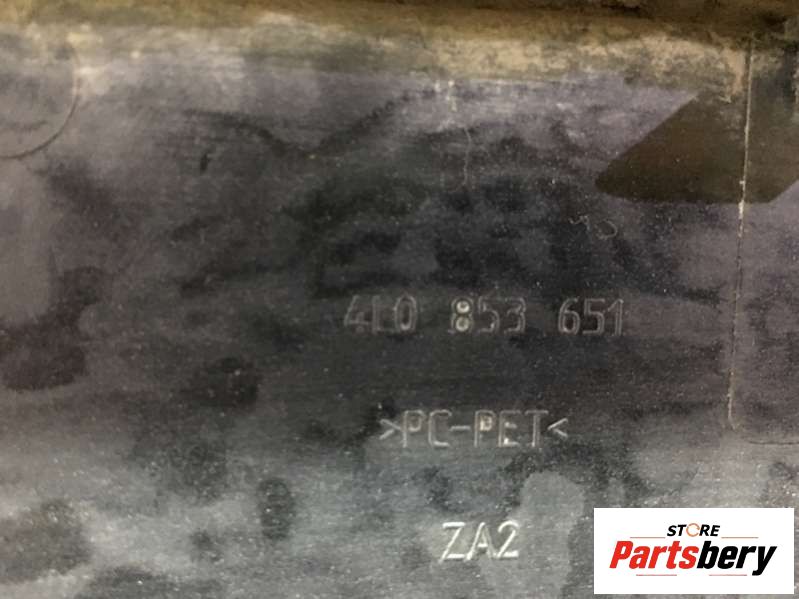 4L0 853 651
>PC-PET<
ZA2
STORE
Partsbery